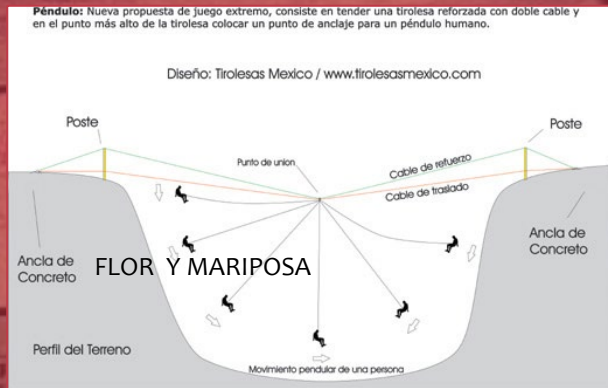 Péndulo: Nueva propuesta de juego extremo, consiste en tender una tirolesa reforzada con doble cable y
en el punto más alto de la tirolesa colocar un punto de anclaje para un péndulo humano.
Diseño: Tirolesas Mexico / www.tirolesasmexico.com
Poste
Poste
Punto de union
Cable de refuerzo
Cable de traslado
Ancla de
Concreto
FLOR Y MARIPOSA
Ancla de
Concreto
Perfil del Terreno
Movimiento pendular de una persona